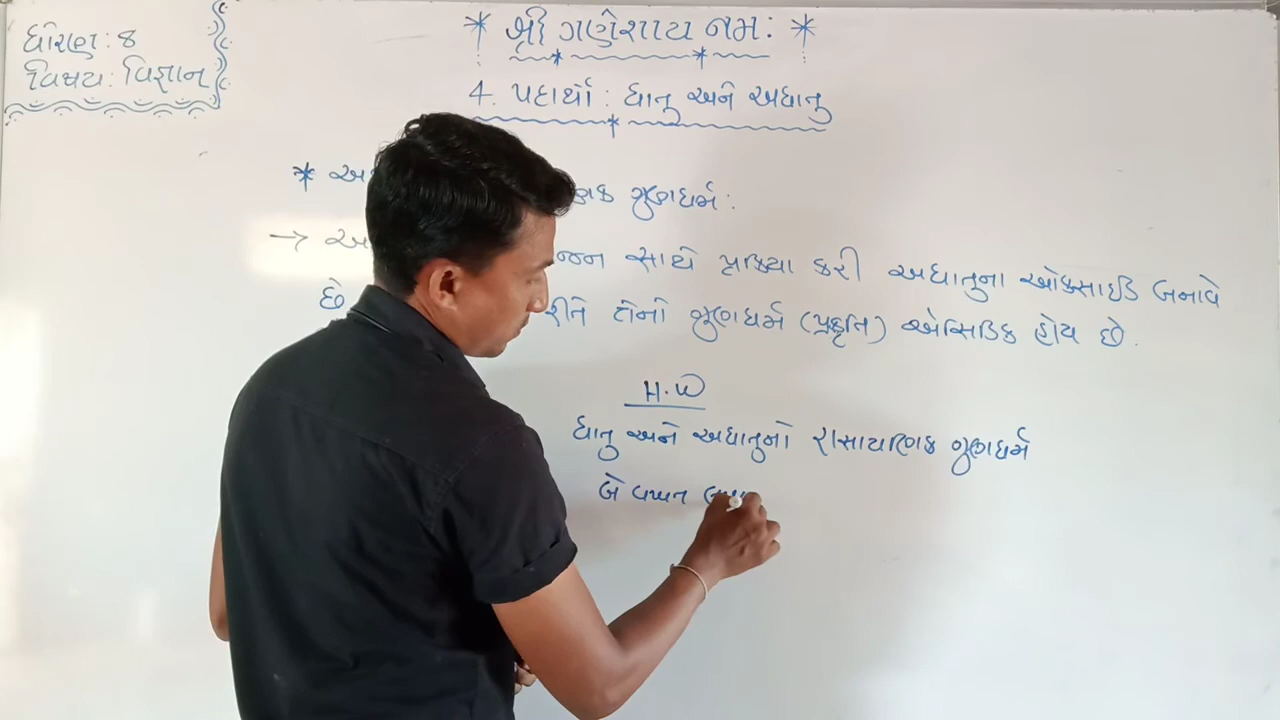 ધોરણ : ૪
વિષય : વિજ્ઞાન
* શ્રી ગણેશાય નમઃ *
4. પદાર્થો : ધાતુ અને અધાતુ
* ગુણધર્મ :
→ સાથે પ્રક્રિયા કરી અધાતુના ઓક્સાઈડ બનાવે
છે રીતે તેનો ગુણધર્મ (પ્રકૃતિ) એસિડિક હોય છે.
H.W
ધાતુ અને અધાતુનો રાસાયણિક ગુણધર્મ
બે વખત